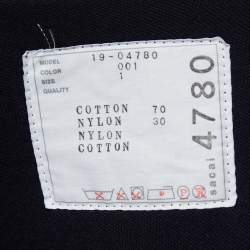 MODEL 19-04780
COLOR 001
SIZE 1
QUALITY
COTTON 70
NYLON 30
NYLON
COTTON
sacai 4780